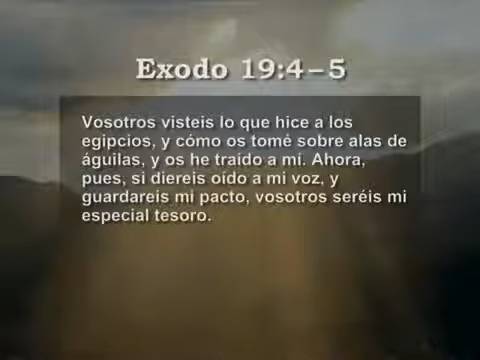 Exodo 19:4–5
Vosotros visteis lo que hice a los
egipcios, y cómo os tomé sobre alas de
águilas, y os he traído a mí. Ahora,
pues, si diereis oído a mi voz, y
guardareis mi pacto, vosotros seréis mi
especial tesoro.